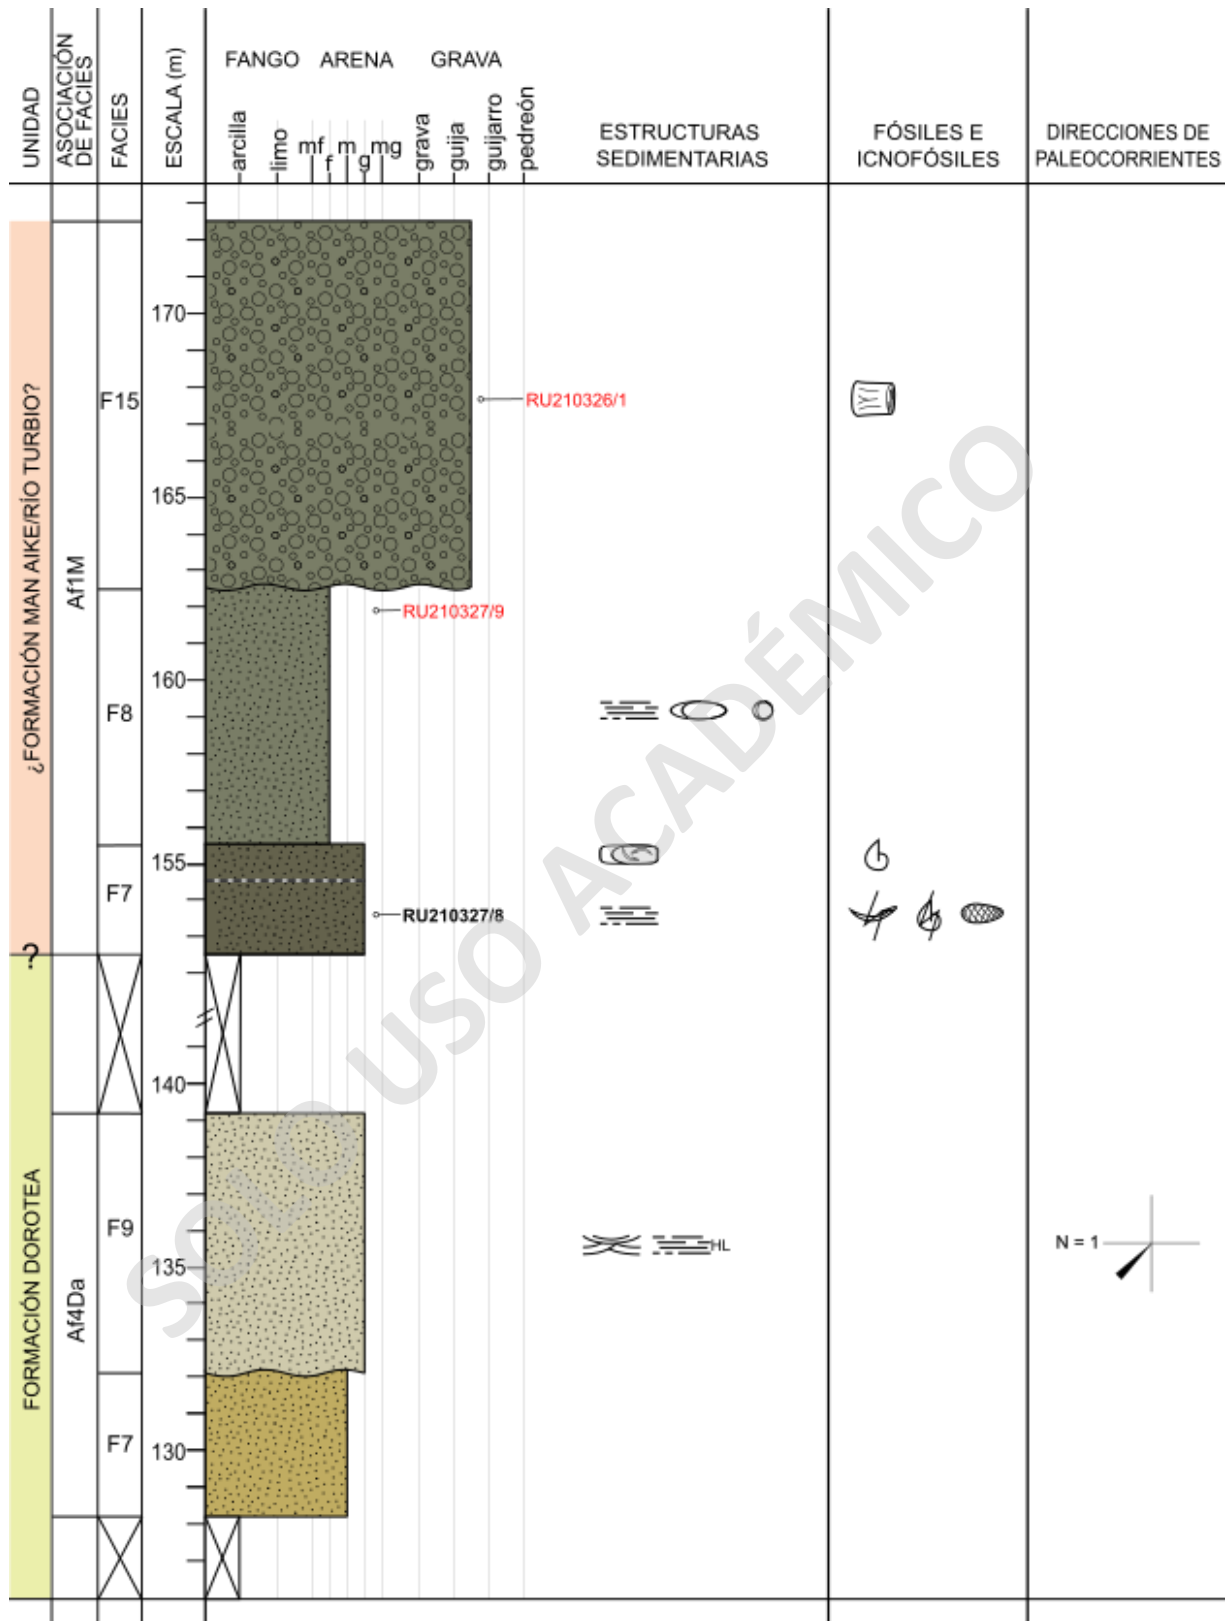 UNIDAD
ASOCIACIÓN
DE FACIES
FACIES
ESCALA (m)
FANGO ARENA GRAVA
arcilla
limo
mf
f
m
g
mg
grava
guija
guijarro
pedreón
ESTRUCTURAS
SEDIMENTARIAS
FÓSILES E
ICNOFÓSILES
DIRECCIONES DE
PALEOCORRIENTES
¿FORMACIÓN MAN AIKE/RÍO TURBIO?
Af1M
F15
170
RU210326/1
165
RU210327/9
F8
160
F7
155
RU210327/8
?
140
FORMACIÓN DOROTEA
Af4Da
F9
HL
N = 1
135
F7
130
SOLO USO ACADÉMICO